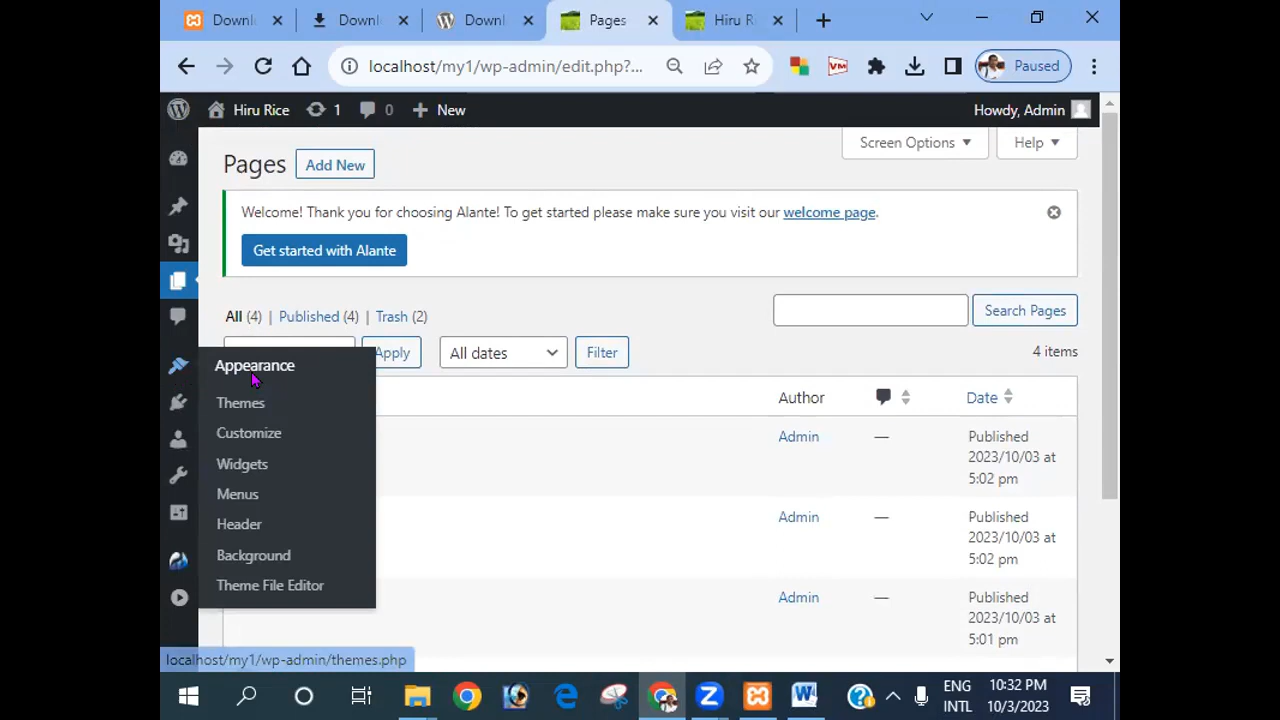 Downl
Downl
Downl
Pages
Hiru R
localhost/my1/wp-admin/edit.php?...
VM
Paused
Hiru Rice
1
0
New
Howdy, Admin
Pages
Add New
Screen Options
Help
Welcome! Thank you for choosing Alante! To get started please make sure you visit our welcome page.
Get started with Alante
All (4) | Published (4) | Trash (2)
Search Pages
Apply
All dates
Filter
4 items
Appearance
Themes
Customize
Widgets
Menus
Header
Background
Theme File Editor
Author
Date
Admin
—
Published
2023/10/03 at
5:02 pm
Admin
—
Published
2023/10/03 at
5:02 pm
Admin
—
Published
2023/10/03 at
5:01 pm
localhost/my1/wp-admin/themes.php
ENG
INTL
10:32 PM
10/3/2023